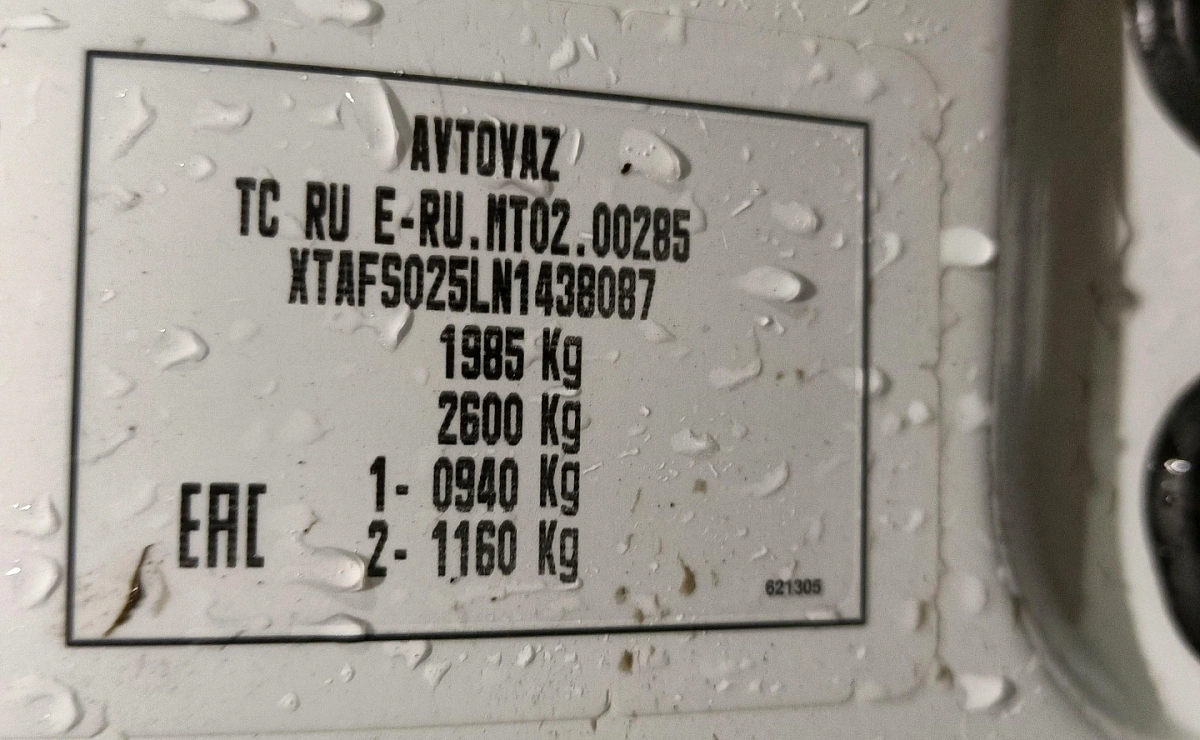 AVTOVAZ
TC RU E-RU.MT02.00285
XTAFS025LN1438087
1985 Kg
2600 Kg
1- 0940 Kg
2- 1160 Kg
EAC
621305